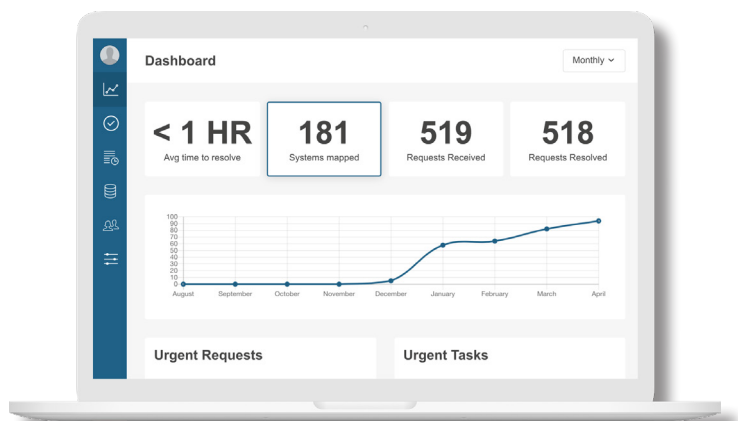 Dashboard
Monthly
< 1 HR
Avg time to resolve
181
Systems mapped
519
Requests Received
518
Requests Resolved
100
90
80
70
60
50
40
30
20
10
0
August September October November December January February March April
Urgent Requests
Urgent Tasks